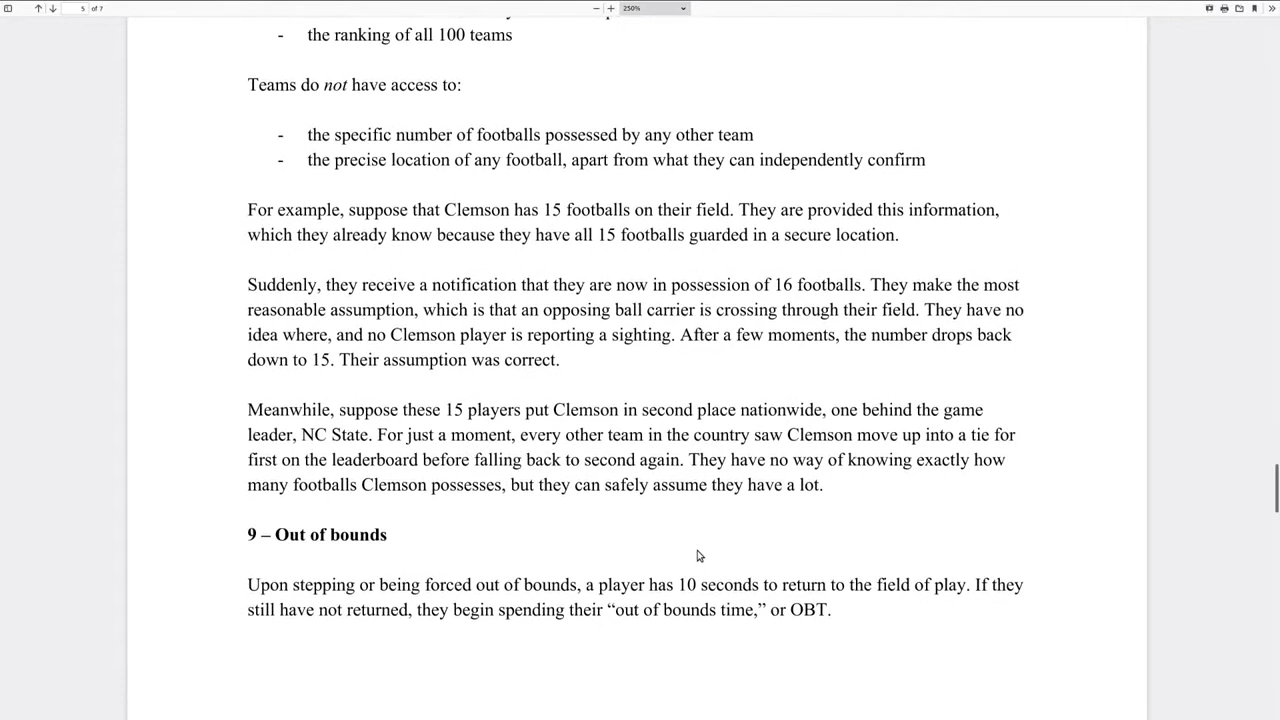 5 of 7
250%
- the ranking of all 100 teams
Teams do not have access to:
- the specific number of footballs possessed by any other team
- the precise location of any football, apart from what they can independently confirm
For example, suppose that Clemson has 15 footballs on their field. They are provided this information,
which they already know because they have all 15 footballs guarded in a secure location.
Suddenly, they receive a notification that they are now in possession of 16 footballs. They make the most
reasonable assumption, which is that an opposing ball carrier is crossing through their field. They have no
idea where, and no Clemson player is reporting a sighting. After a few moments, the number drops back
down to 15. Their assumption was correct.
Meanwhile, suppose these 15 players put Clemson in second place nationwide, one behind the game
leader, NC State. For just a moment, every other team in the country saw Clemson move up into a tie for
first on the leaderboard before falling back to second again. They have no way of knowing exactly how
many footballs Clemson possesses, but they can safely assume they have a lot.
9 – Out of bounds
Upon stepping or being forced out of bounds, a player has 10 seconds to return to the field of play. If they
still have not returned, they begin spending their “out of bounds time,” or OBT.